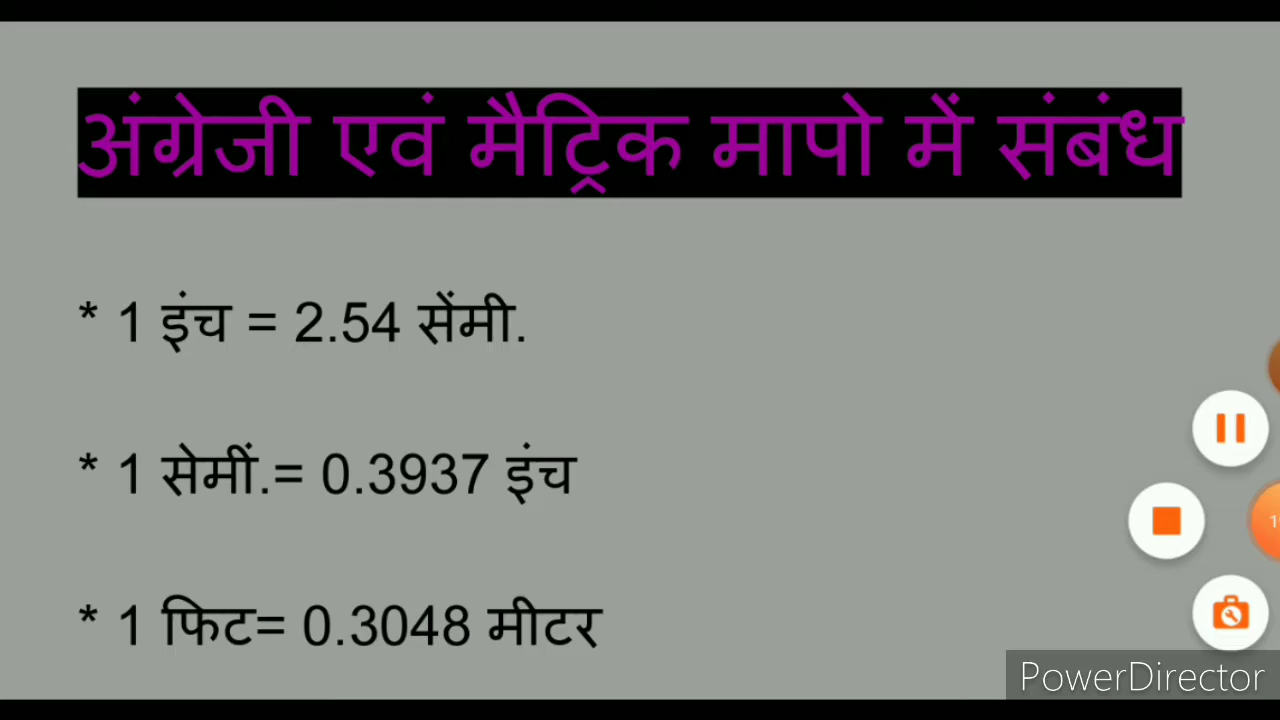 अंग्रेजी एवं मैट्रिक मापो में संबंध
* 1 इंच = 2.54 सेंमी.
* 1 सेमीं.= 0.3937 इंच
* 1 फिट= 0.3048 मीटर
PowerDirector